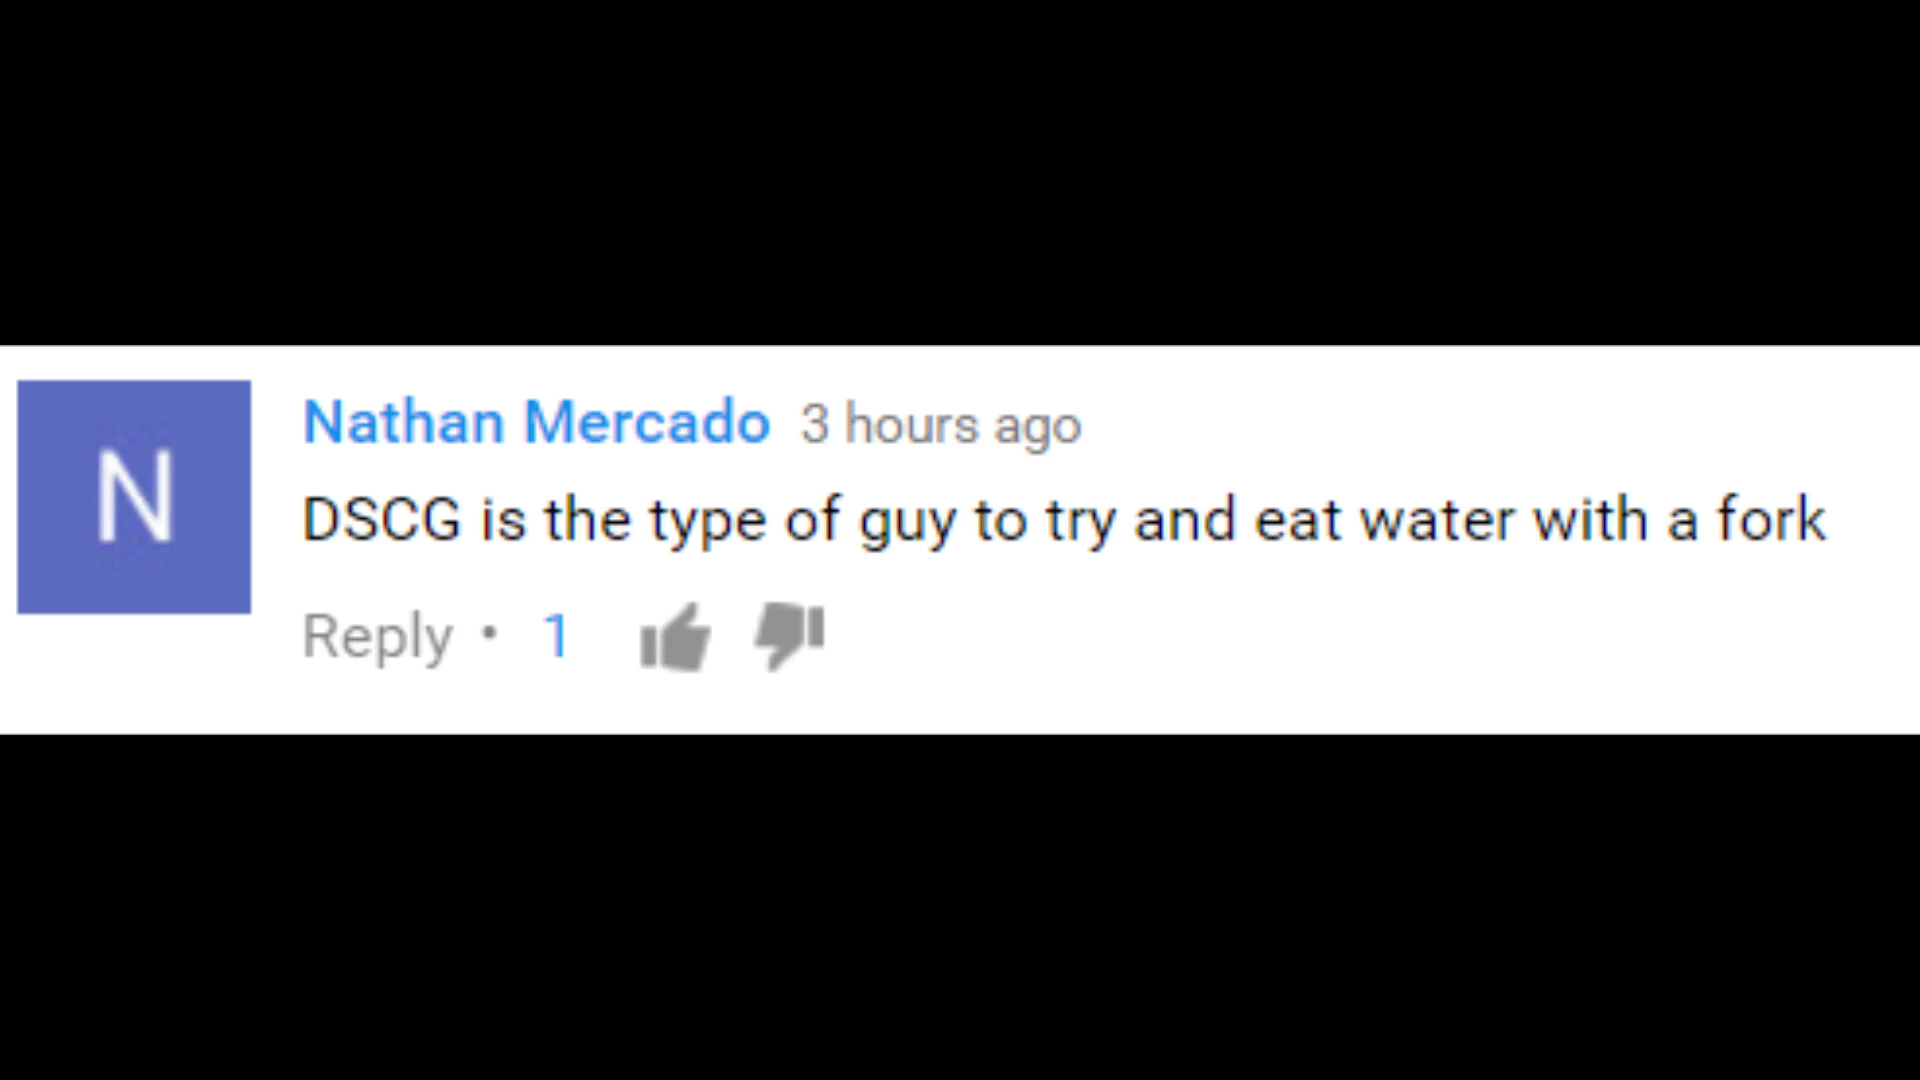 N
Nathan Mercado 3 hours ago
DSCG is the type of guy to try and eat water with a fork
Reply • 1